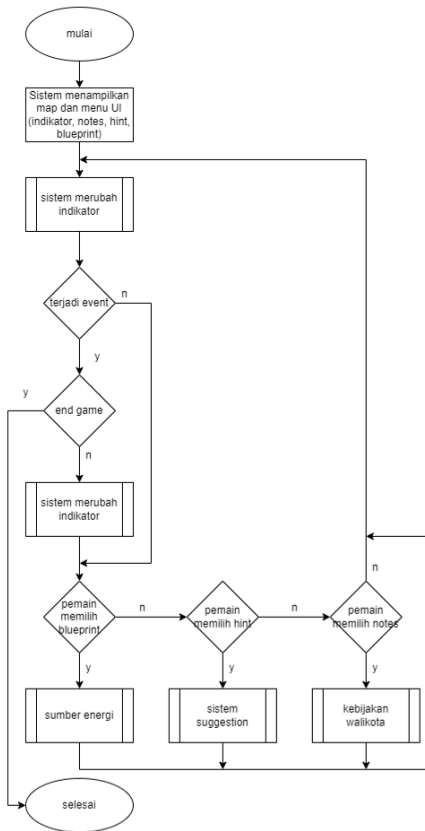 mulai
Sistem menampilkan
map dan menu UI
(indikator, notes, hint,
blueprint)
sistem merubah
indikator
terjadi event
n
y
y
end game
n
sistem merubah
indikator
n
pemain
memilih
blueprint
n
pemain
memilih hint
n
pemain
memilih notes
y
y
y
sumber energi
sistem
suggestion
kebijakan
walikota
selesai